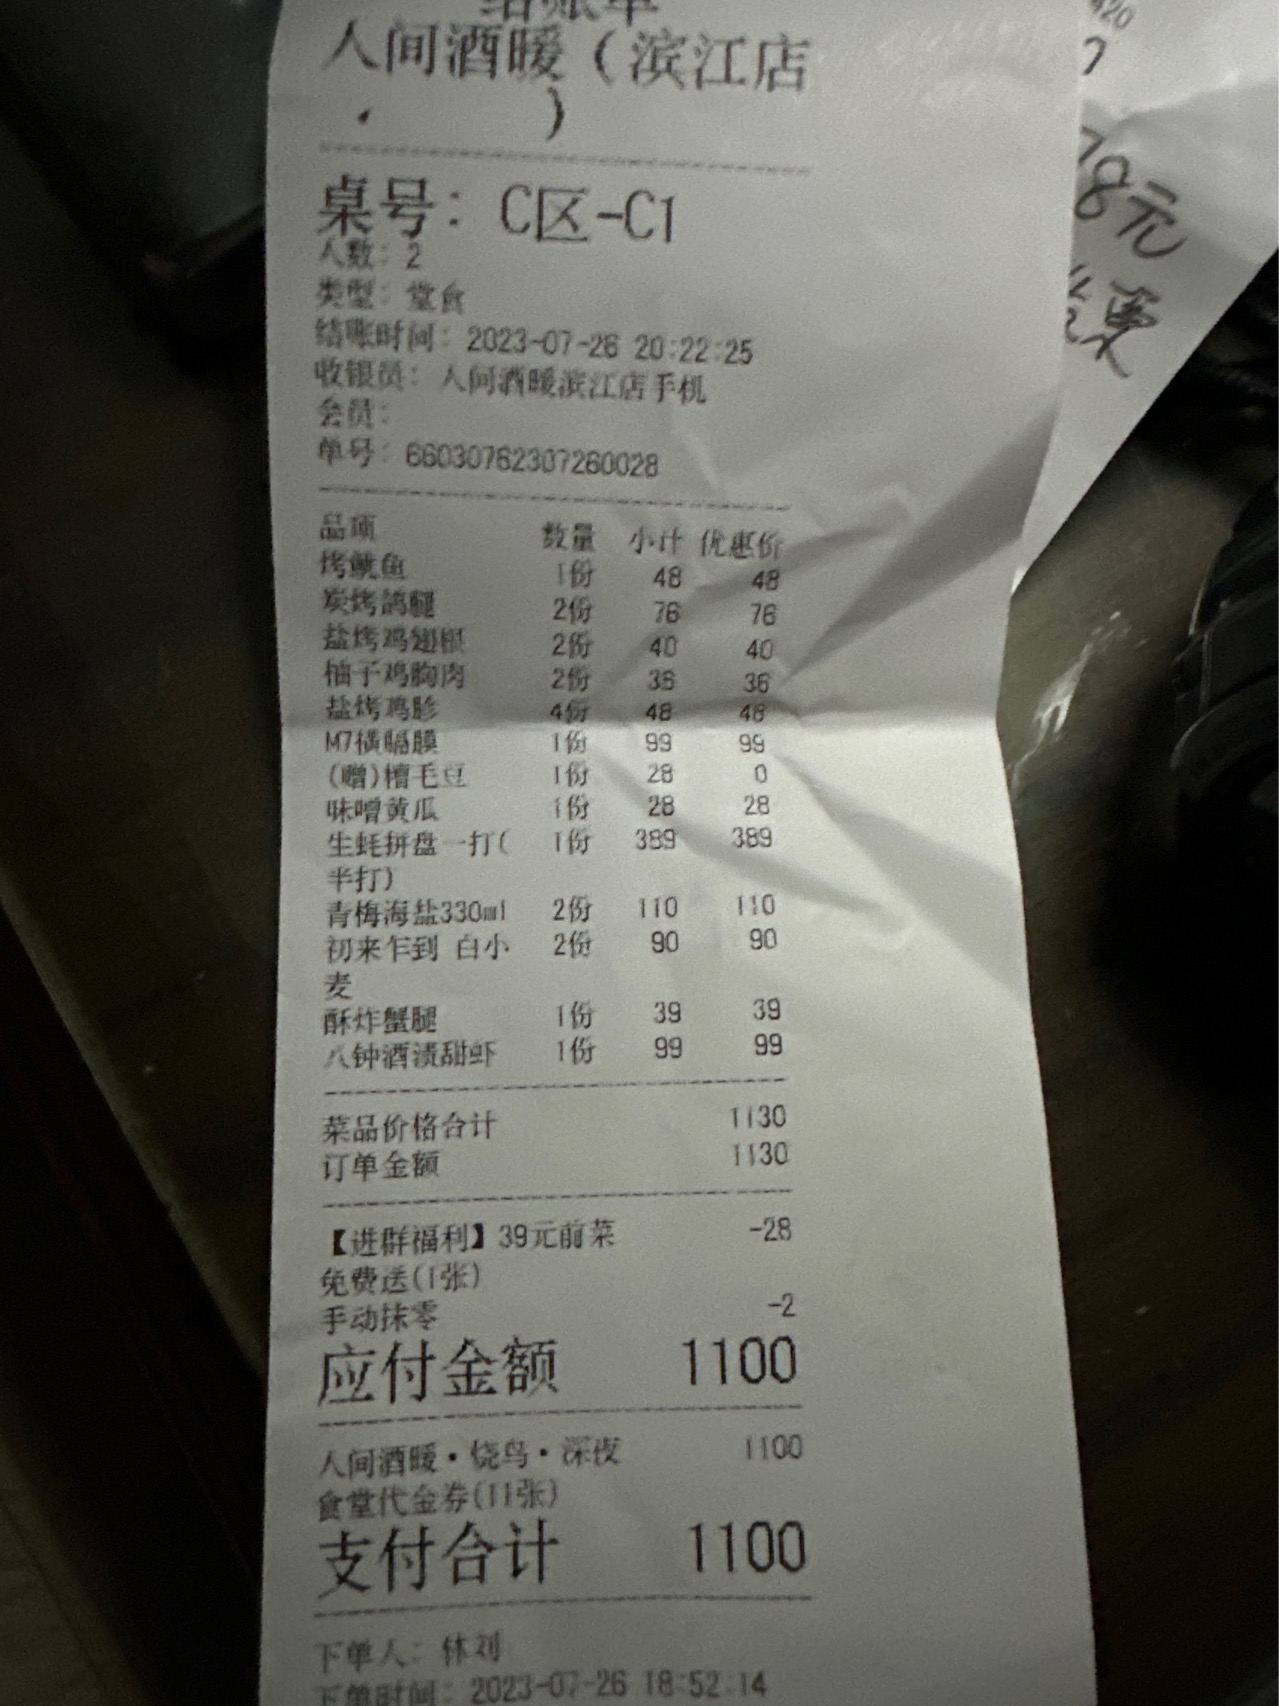 结账单
人间酒暖（滨江店
）
桌号：C区-C1
人数：2
类型：堂食
结账时间：2023-07-26 20:22:25
收银员：人间酒暖滨江店手机
会员：
单号：66030762307260028
品项 数量 小计 优惠价
烤鱿鱼 1份 48 48
炭烤鸽腿 2份 76 76
盐烤鸡翅根 2份 40 40
柚子鸡胸肉 2份 36 36
盐烤鸡胗 4份 48 48
M7横膈膜 1份 99 99
(赠)糟毛豆 1份 28 0
味噌黄瓜 1份 28 28
生蚝拼盘一打( 1份 389 389
半打)
青梅海盐330ml 2份 110 110
初来乍到 白小 2份 90 90
麦
酥炸蟹腿 1份 39 39
八钟酒渍甜虾 1份 99 99
菜品价格合计 1130
订单金额 1130
【进群福利】39元前菜 -28
免费送(1张)
手动抹零 -2
应付金额 1100
人间酒暖·烧鸟·深夜 1100
食堂代金券(11张)
支付合计 1100
下单人：林刘
下单时间：2023-07-26 18:52:14
78元
发票